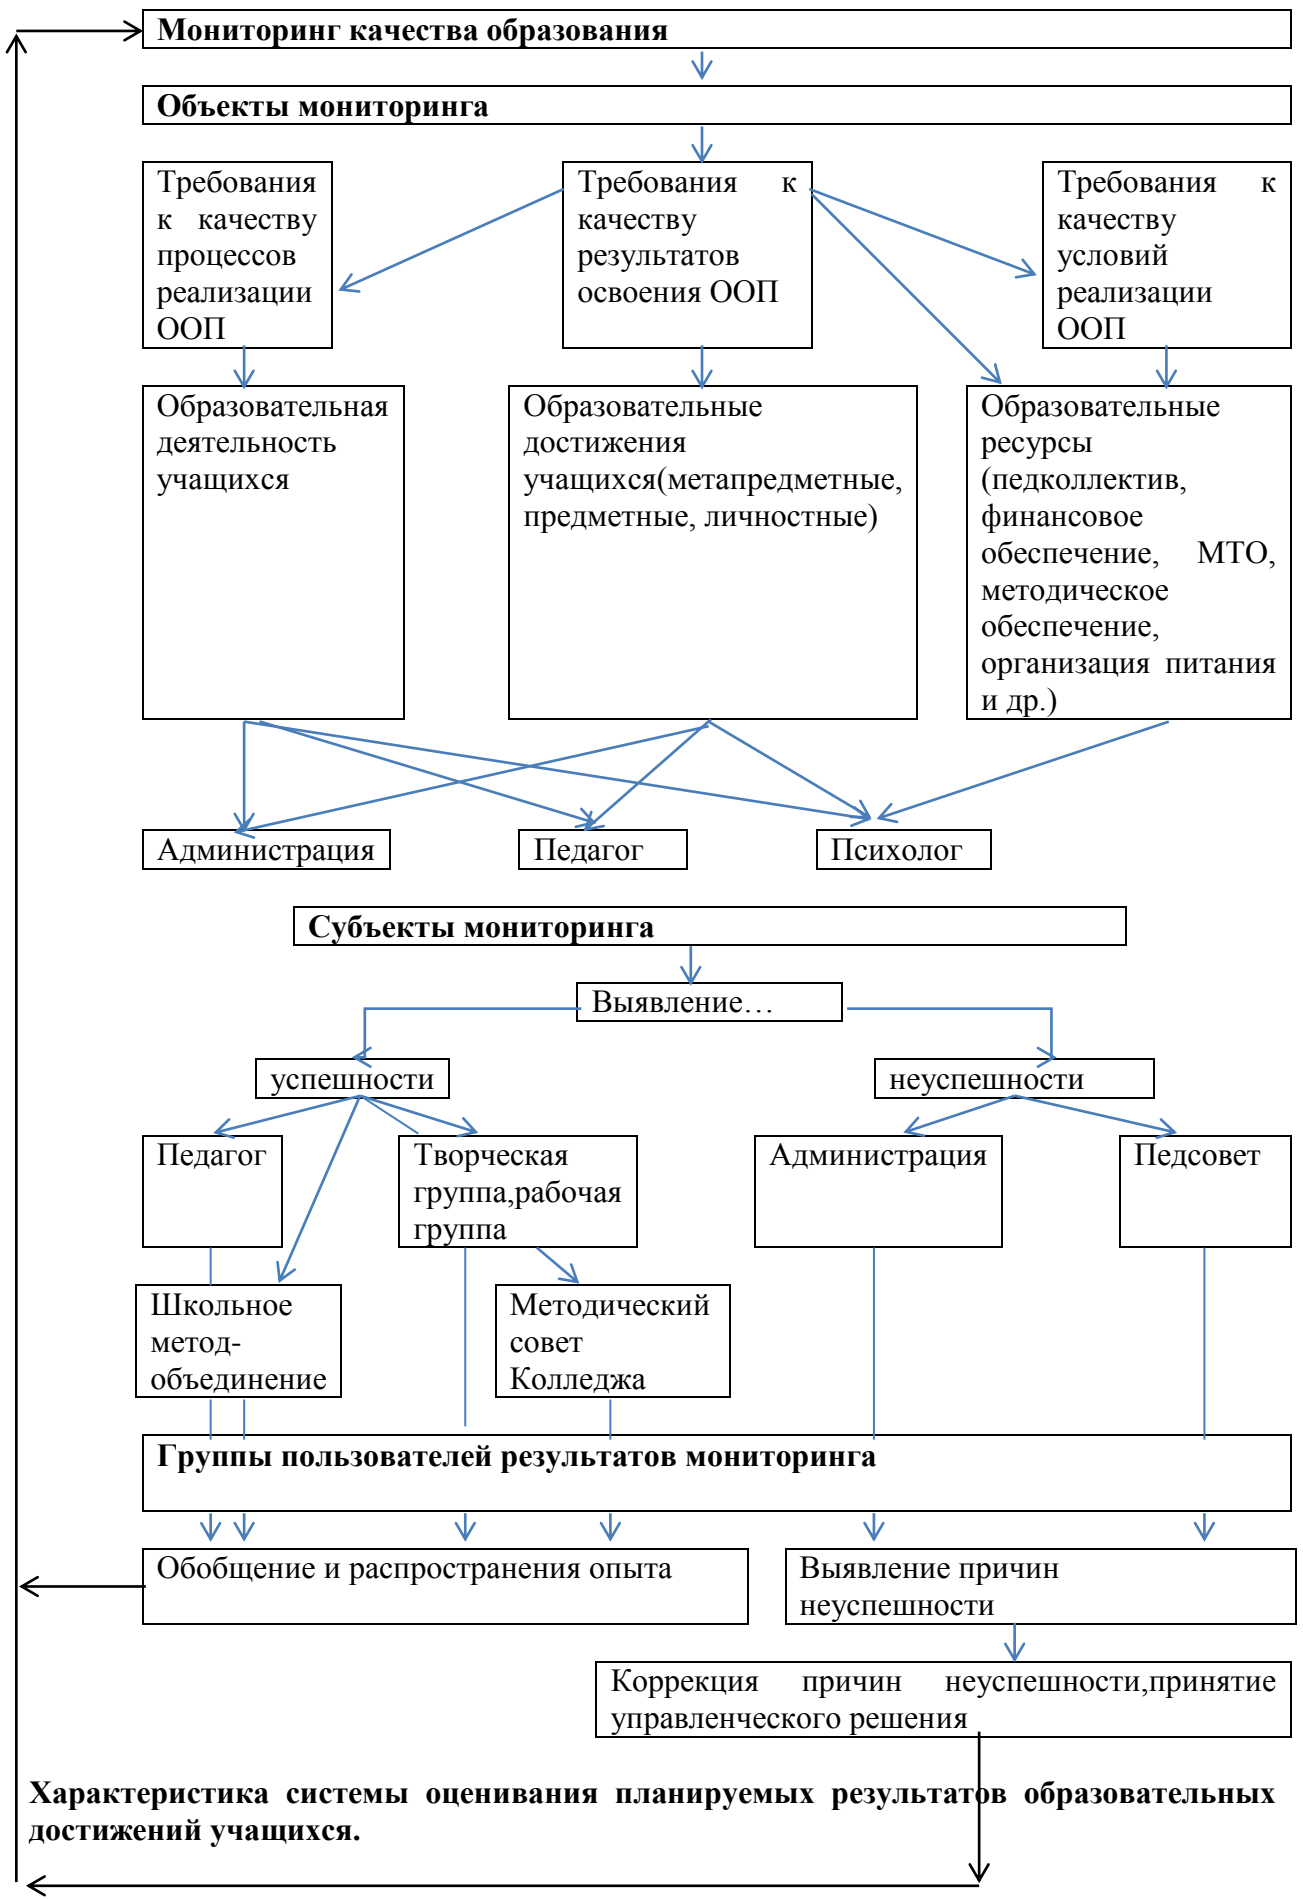 Мониторинг качества образования
Объекты мониторинга
Требования
к качеству
процессов
реализации
ООП
Требования к
качеству
результатов
освоения ООП
Требования к
качеству
условий
реализации
ООП
Образовательная
деятельность
учащихся
Образовательные
достижения
учащихся(метапредметные,
предметные, личностные)
Образовательные
ресурсы
(педколлектив,
финансовое
обеспечение, МТО,
методическое
обеспечение,
организация питания
и др.)
Администрация
Педагог
Психолог
Субъекты мониторинга
Выявление…
успешности
неуспешности
Педагог
Творческая
группа,рабочая
группа
Администрация
Педсовет
Школьное
метод-
объединение
Методический
совет
Колледжа
Группы пользователей результатов мониторинга
Обобщение и распространения опыта
Выявление причин
неуспешности
Коррекция причин неуспешности,принятие
управленческого решения
Характеристика системы оценивания планируемых результатов образовательных
достижений учащихся.